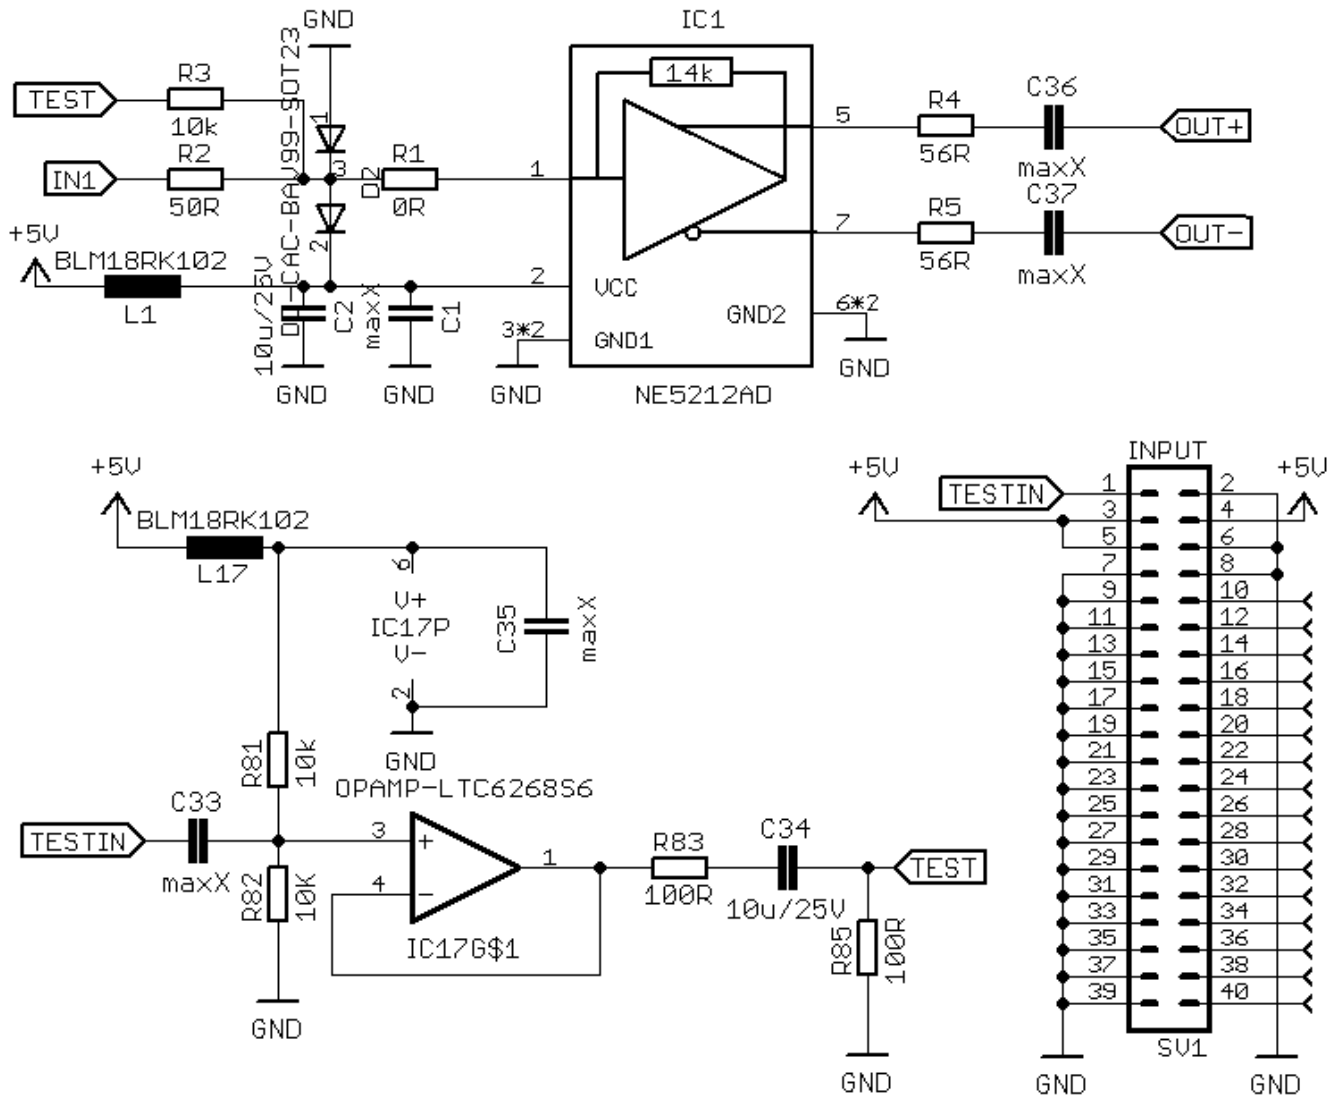 GND
IC1
TEST
R3
10k
D1-CAC-BAV99-SOT23
1
14k
5
R4
56R
C36
maxX
OUT+
IN1
R2
50R
3
D2
R1
0R
1
7
R5
56R
C37
maxX
OUT-
+5V
BLM18RK102
L1
2
10u/25V
C2
maxX
C1
2
VCC
3*2
GND1
GND2
6*2
GND
GND
GND
GND
NE5212AD
+5V
BLM18RK102
L17
6
V+
IC17P
V-
2
C35
maxX
GND
R81
10k
OPAMP-LTC6268S6
TESTIN
C33
maxX
R82
10K
3
+
4
-
1
IC17G$1
R83
100R
C34
10u/25V
TEST
R85
100R
GND
GND
INPUT
+5V
+5V
TESTIN
1 2
3 4
5 6
7 8
9 10
11 12
13 14
15 16
17 18
19 20
21 22
23 24
25 26
27 28
29 30
31 32
33 34
35 36
37 38
39 40
SV1
GND
GND